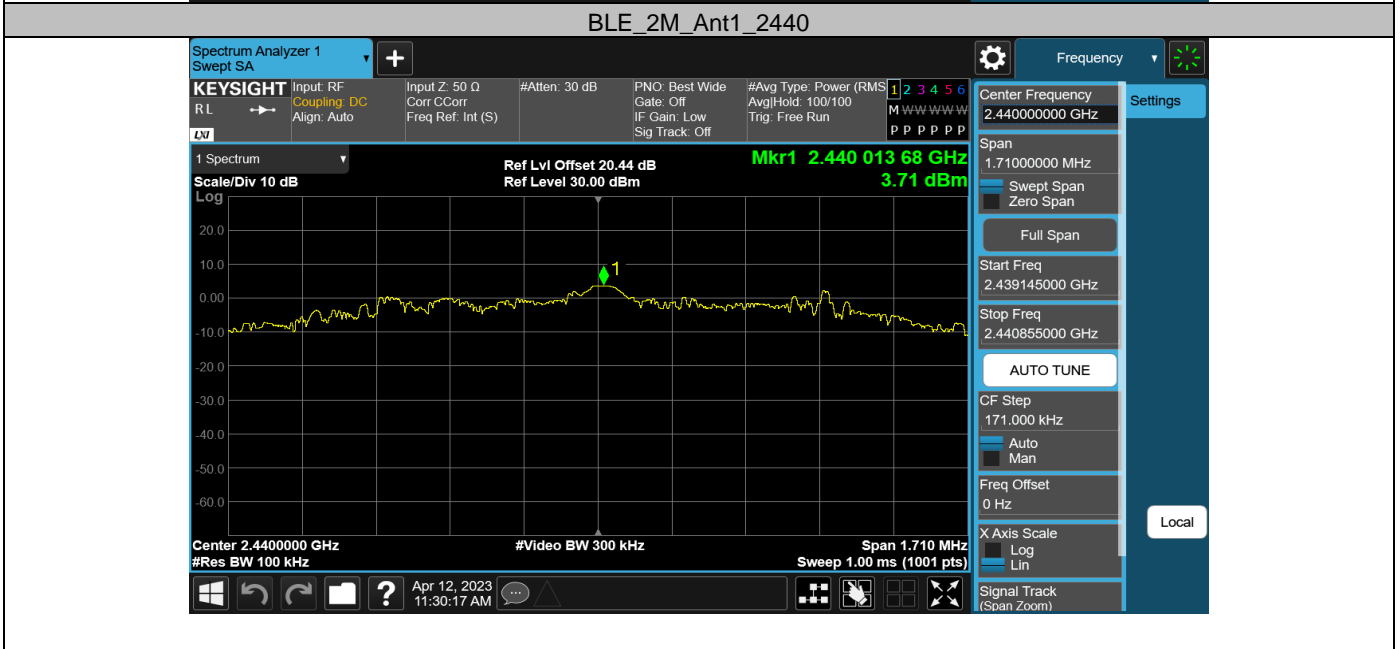 BLE_2M_Ant1_2440
Spectrum Analyzer 1
Swept SA
Frequency
KEYSIGHT
RL
LXI
Input: RF
Coupling: DC
Align: Auto
Input Z: 50 Ω
Corr CCorr
Freq Ref: Int (S)
#Atten: 30 dB
PNO: Best Wide
Gate: Off
IF Gain: Low
Sig Track: Off
#Avg Type: Power (RMS
Avg|Hold: 100/100
Trig: Free Run
1 2 3 4 5 6
M W W W W W
P P P P P P
1 Spectrum
Scale/Div 10 dB
Log
Ref Lvl Offset 20.44 dB
Ref Level 30.00 dBm
Mkr1 2.440 013 68 GHz
3.71 dBm
20.0
10.0
0.00
-10.0
-20.0
-30.0
-40.0
-50.0
-60.0
1
Center 2.4400000 GHz
#Res BW 100 kHz
#Video BW 300 kHz
Span 1.710 MHz
Sweep 1.00 ms (1001 pts)
Center Frequency
2.440000000 GHz
Settings
Span
1.71000000 MHz
Swept Span
Zero Span
Full Span
Start Freq
2.439145000 GHz
Stop Freq
2.440855000 GHz
AUTO TUNE
CF Step
171.000 kHz
Auto
Man
Freq Offset
0 Hz
X Axis Scale
Log
Lin
Local
Signal Track
(Span Zoom)
?
Apr 12, 2023
11:30:17 AM